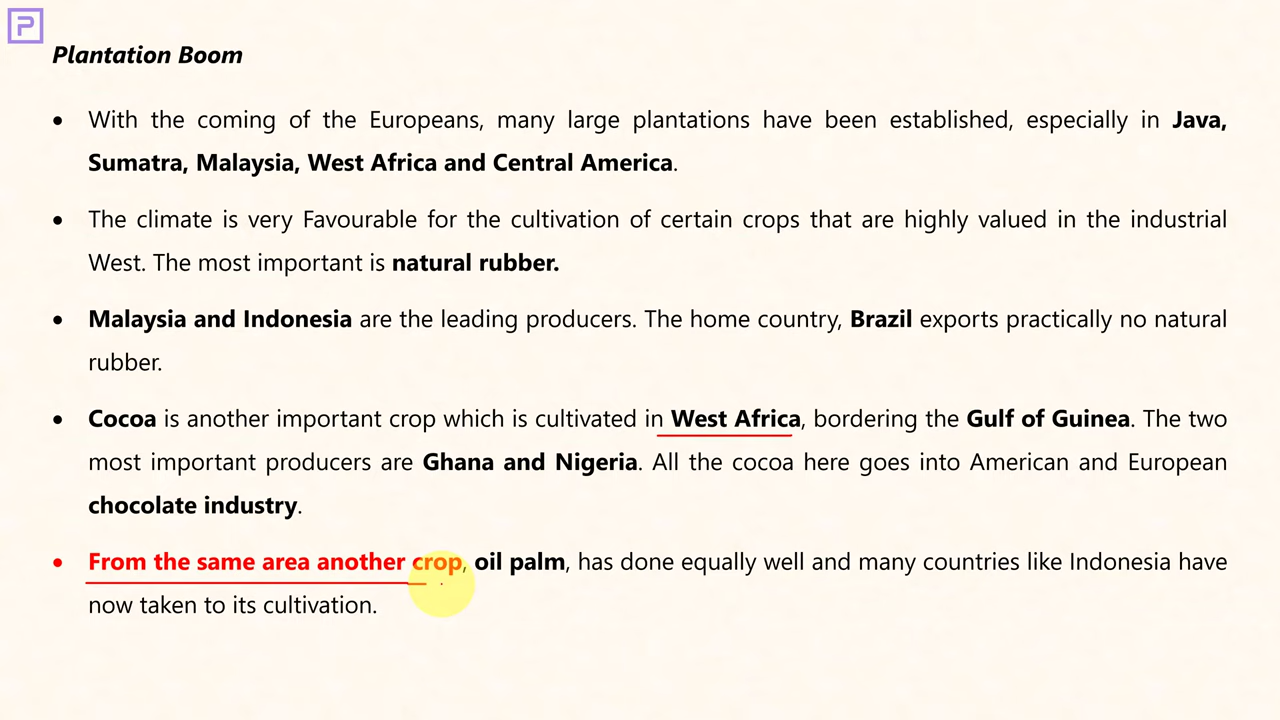 Plantation Boom
• With the coming of the Europeans, many large plantations have been established, especially in Java,
Sumatra, Malaysia, West Africa and Central America.
• The climate is very Favourable for the cultivation of certain crops that are highly valued in the industrial
West. The most important is natural rubber.
• Malaysia and Indonesia are the leading producers. The home country, Brazil exports practically no natural
rubber.
• Cocoa is another important crop which is cultivated in West Africa, bordering the Gulf of Guinea. The two
most important producers are Ghana and Nigeria. All the cocoa here goes into American and European
chocolate industry.
• From the same area another crop, oil palm, has done equally well and many countries like Indonesia have
now taken to its cultivation.